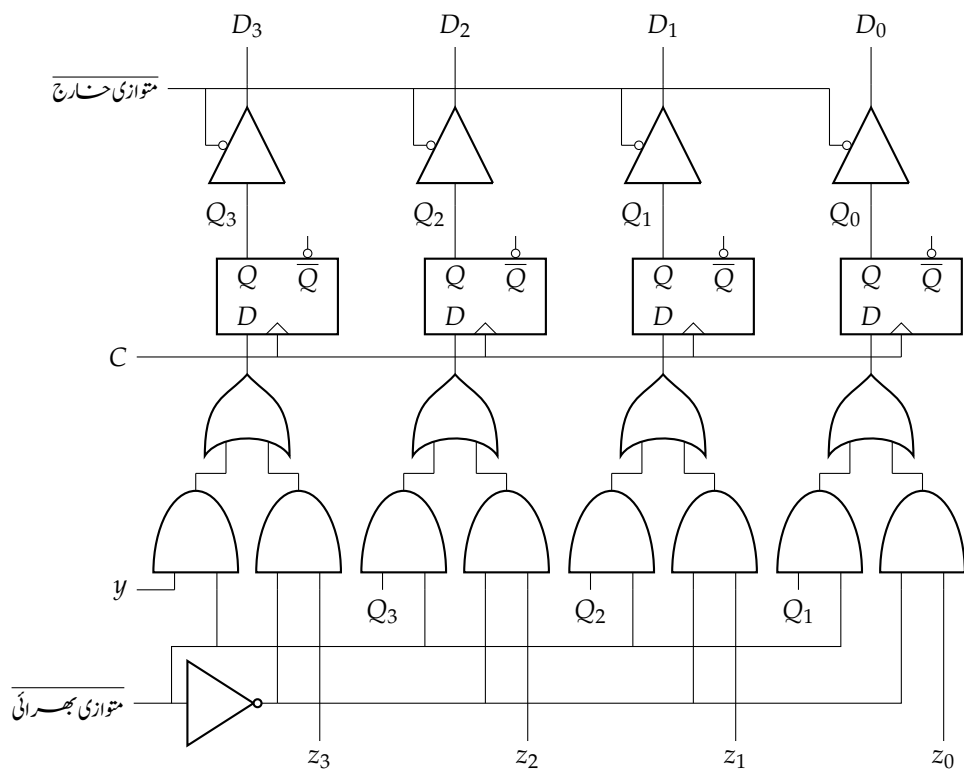 D3 D2 D1 D0
متوازی خارج
Q3 Q2 Q1 Q0
Q Q Q Q Q Q Q Q
D D D D
C
y
Q3 Q2 Q1
متوازی بھرائی
z3 z2 z1 z0